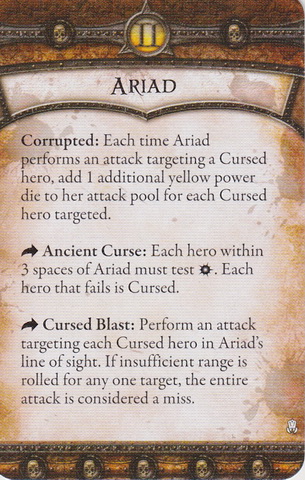 II
ARIAD
Corrupted: Each time Ariad
performs an attack targeting a Cursed
hero, add 1 additional yellow power
die to her attack pool for each Cursed
hero targeted.
Ancient Curse: Each hero within
3 spaces of Ariad must test . Each
hero that fails is Cursed.
Cursed Blast: Perform an attack
targeting each Cursed hero in Ariad's
line of sight. If insufficient range is
rolled for any one target, the entire
attack is considered a miss.